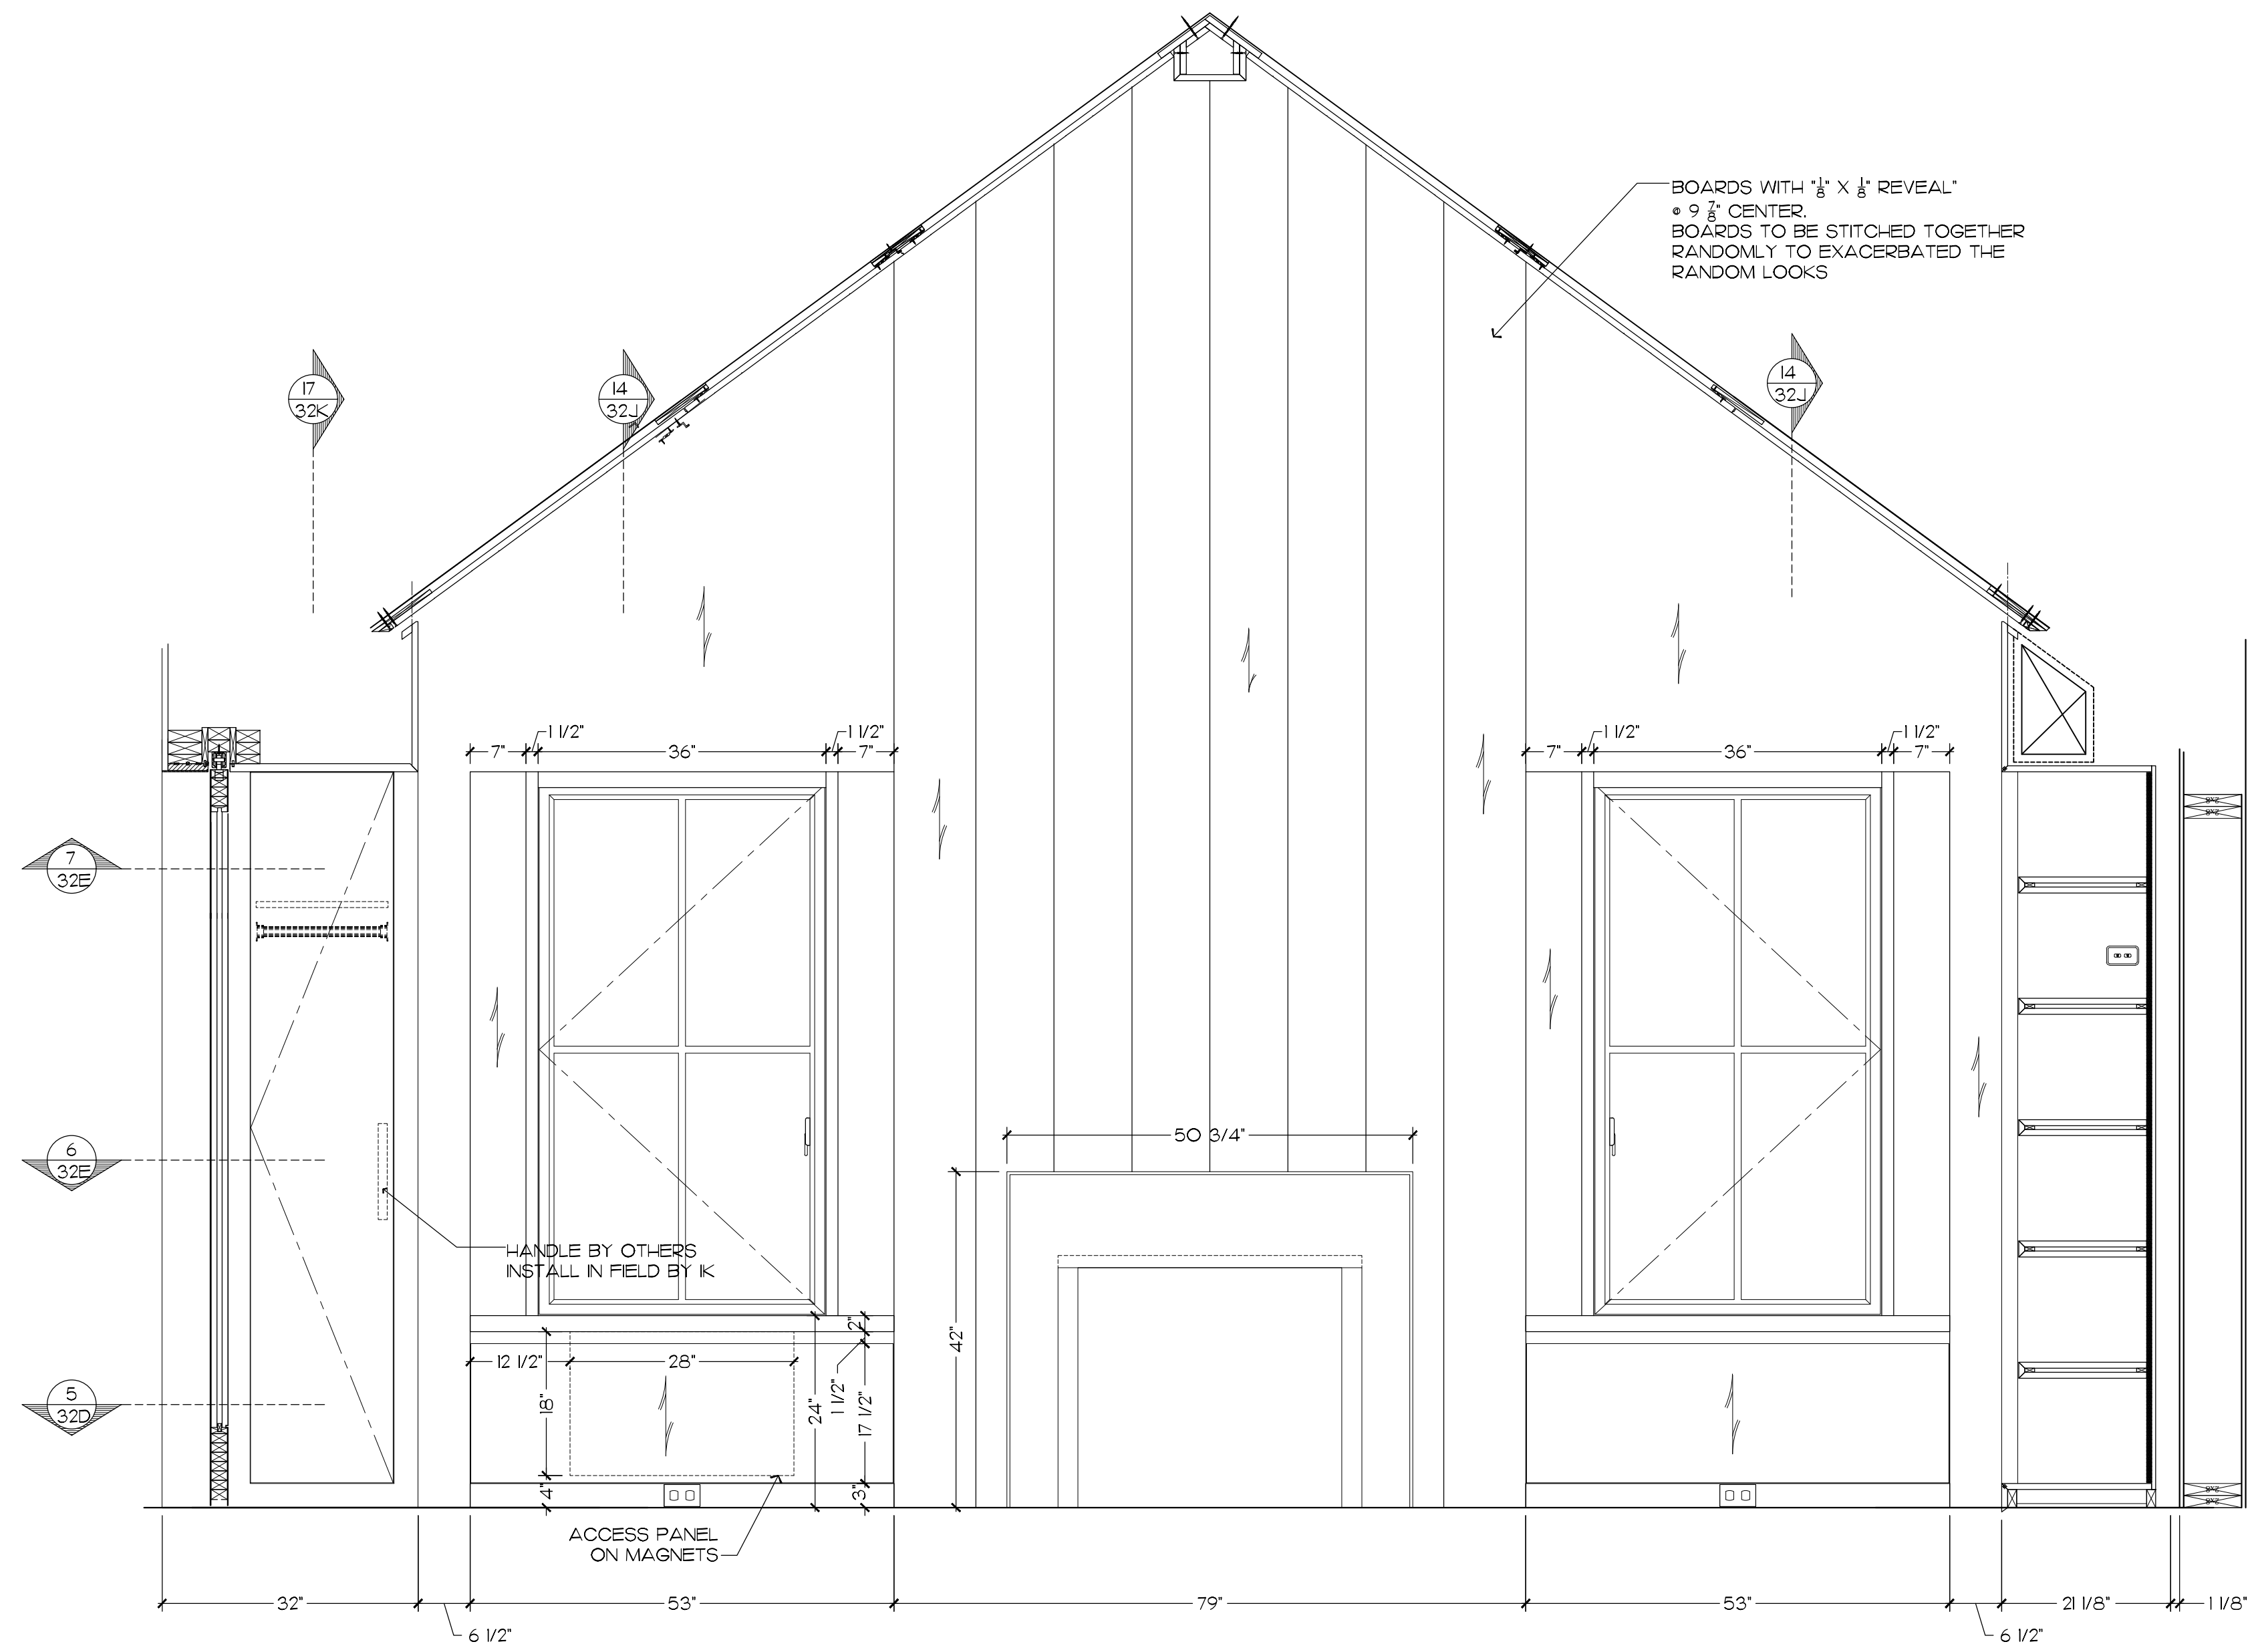 BOARDS WITH "1/8" X 1/8" REVEAL"
@ 9 7/8" CENTER.
BOARDS TO BE STITCHED TOGETHER
RANDOMLY TO EXACERBATED THE
RANDOM LOOKS
17
32K
14
32J
14
32J
1 1/2"
1 1/2"
7"
36"
7"
1 1/2"
1 1/2"
7"
36"
7"
2x8
2x8
7
32E
50 3/4"
6
32E
HANDLE BY OTHERS
INSTALL IN FIELD BY IK
2"
42"
12 1/2"
28"
18"
24"
1 1/2"
17 1/2"
5
32D
4"
3"
2x8
2x8
ACCESS PANEL
ON MAGNETS
32"
53"
79"
53"
21 1/8"
1 1/8"
6 1/2"
6 1/2"